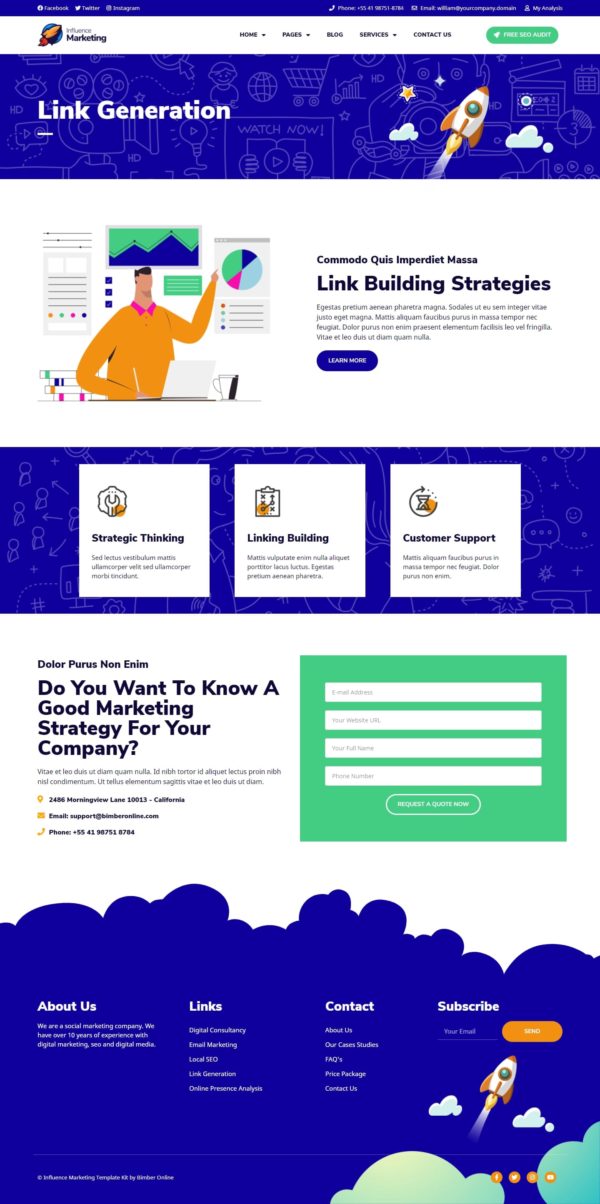 Facebook Twitter Instagram Phone: +55 41 98751-8784 Email: william@yourcompany.domain My Analysis
Influence
Marketing
HOME PAGES BLOG SERVICES CONTACT US FREE SEO AUDIT
HD
Link Generation
WATCH NOW!
HD
Commodo Quis Imperdiet Massa
Link Building Strategies
Egestas pretium aenean pharetra magna. Sodales ut eu sem integer vitae
justo eget magna. Mattis aliquam faucibus purus in massa tempor nec
feugiat. Dolor purus non enim praesent elementum facilisis leo vel fringilla.
Vitae et leo duis ut diam quam nulla.
LEARN MORE
Strategic Thinking
Sed lectus vestibulum mattis
ullamcorper velit sed ullamcorper
morbi tincidunt.
Linking Building
Mattis vulputate enim nulla aliquet
porttitor lacus luctus. Egestas
pretium aenean pharetra.
Customer Support
Mattis aliquam faucibus purus in
massa tempor nec feugiat. Dolor
purus non enim.
Dolor Purus Non Enim
Do You Want To Know A
Good Marketing
Strategy For Your
Company?
Vitae et leo duis ut diam quam nulla. Id nibh tortor id aliquet lectus proin nibh
nisl condimentum. Ut tellus elementum sagittis vitae et leo duis ut diam.
2486 Morningview Lane 10013 - California
Email: support@bimberonline.com
Phone: +55 41 98751 8784
E-mail Address
Your Website URL
Your Full Name
Phone Number
REQUEST A QUOTE NOW
About Us
We are a social marketing company. We
have over 10 years of experience with
digital marketing, seo and digital media.
Links
Digital Consultancy
Email Marketing
Local SEO
Link Generation
Online Presence Analysis
Contact
About Us
Our Cases Studies
FAQ's
Price Package
Contact Us
Subscribe
Your Email SEND
© Influence Marketing Template Kit by Bimber Online